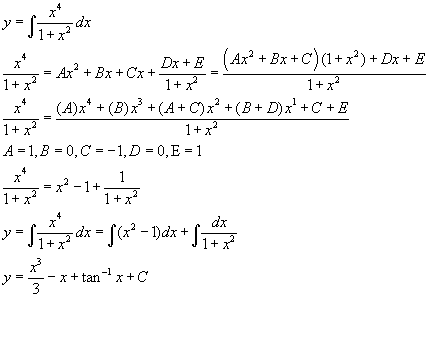 y = ∫ x⁴/(1 + x²) dx
x⁴/(1 + x²) = Ax² + Bx + Cx + (Dx + E)/(1 + x²) = ((Ax² + Bx + C)(1 + x²) + Dx + E)/(1 + x²)
x⁴/(1 + x²) = ((A)x⁴ + (B)x³ + (A + C)x² + (B + D)x¹ + C + E)/(1 + x²)
A = 1, B = 0, C = −1, D = 0, E = 1
x⁴/(1 + x²) = x² − 1 + 1/(1 + x²)
y = ∫ x⁴/(1 + x²) dx = ∫(x² − 1)dx + ∫ dx/(1 + x²)
y = x³/3 − x + tan⁻¹ x + C